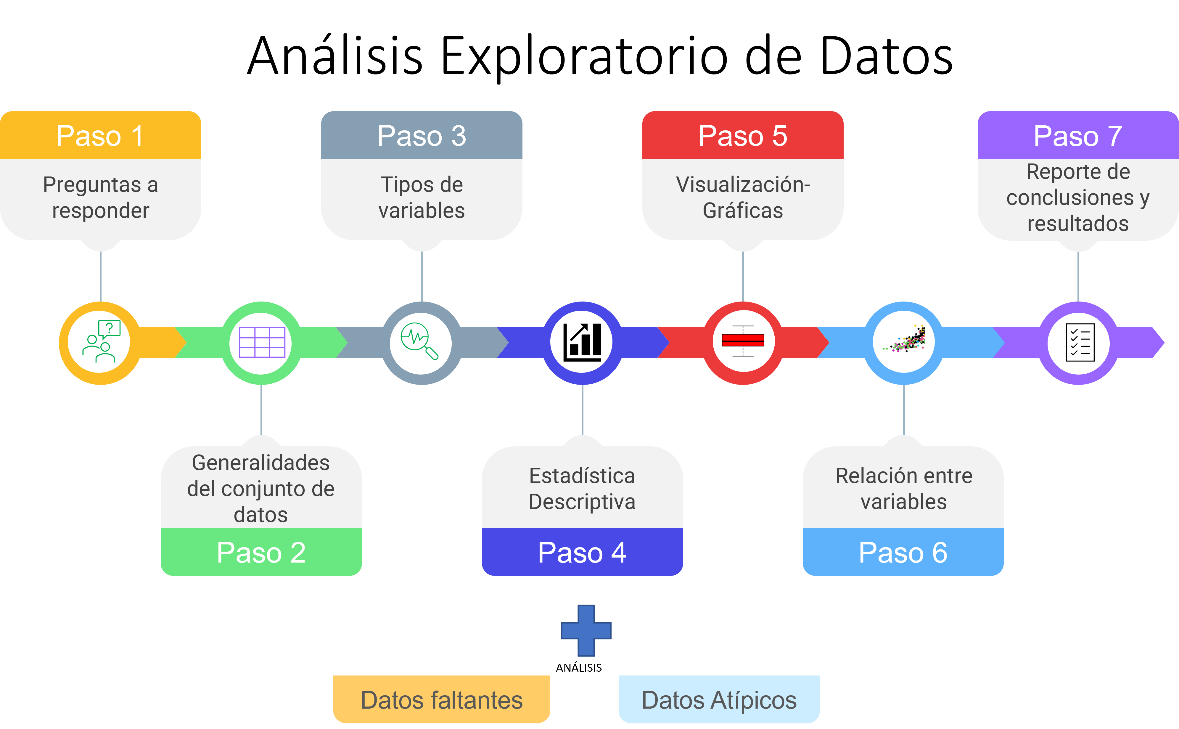 Análisis Exploratorio de Datos
Paso 1
Preguntas a
responder
Paso 3
Tipos de
variables
Paso 5
Visualización-
Gráficas
Paso 7
Reporte de
conclusiones y
resultados
?
Generalidades
del conjunto de
datos
Paso 2
Estadística
Descriptiva
Paso 4
Relación entre
variables
Paso 6
ANÁLISIS
Datos faltantes
Datos Atípicos